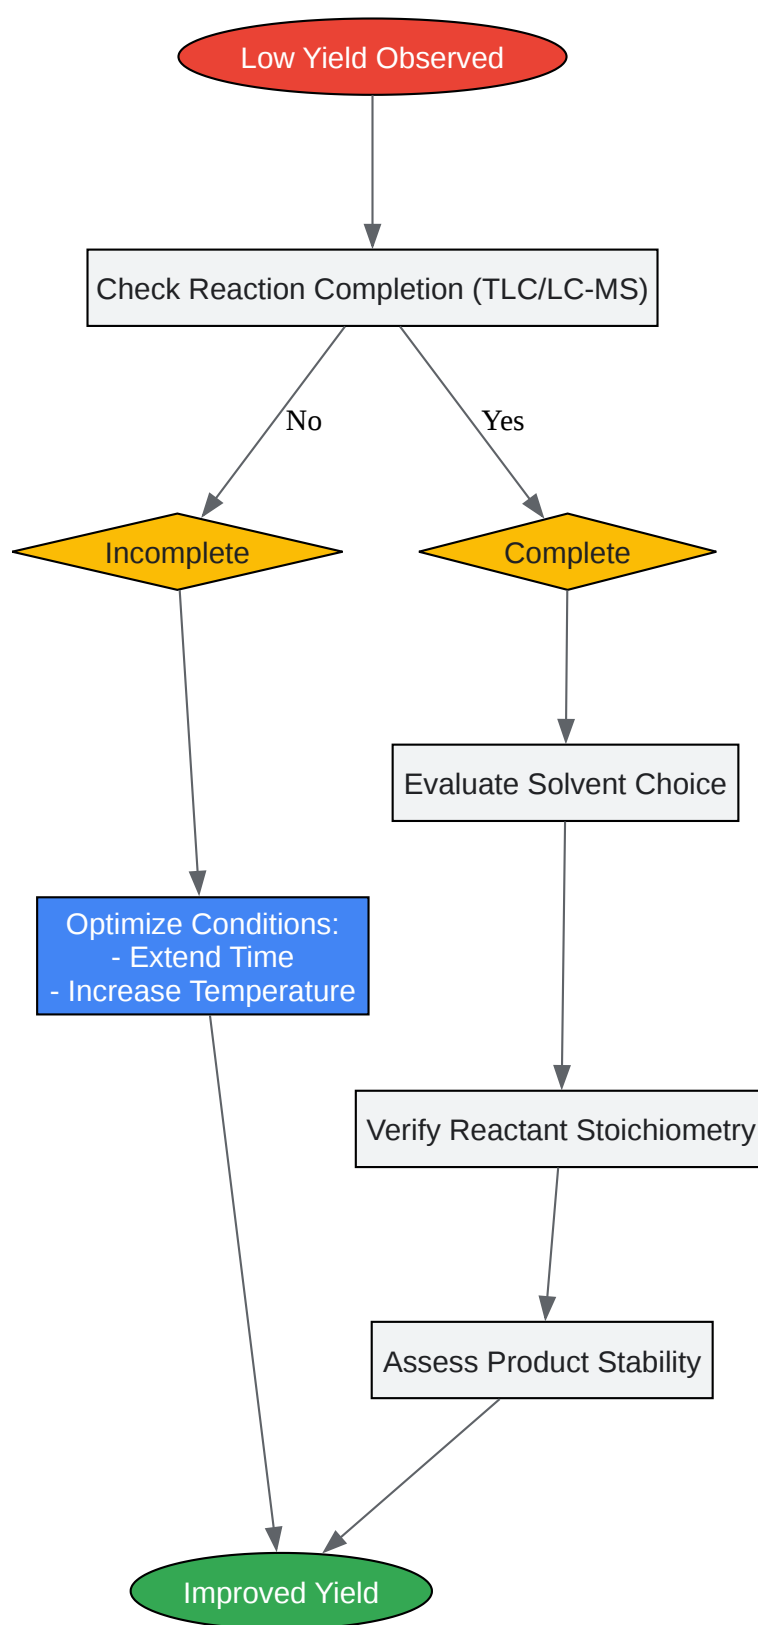 Low Yield Observed
Check Reaction Completion (TLC/LC-MS)
No
Yes
Incomplete
Complete
Evaluate Solvent Choice
Optimize Conditions:
- Extend Time
- Increase Temperature
Verify Reactant Stoichiometry
Assess Product Stability
Improved Yield